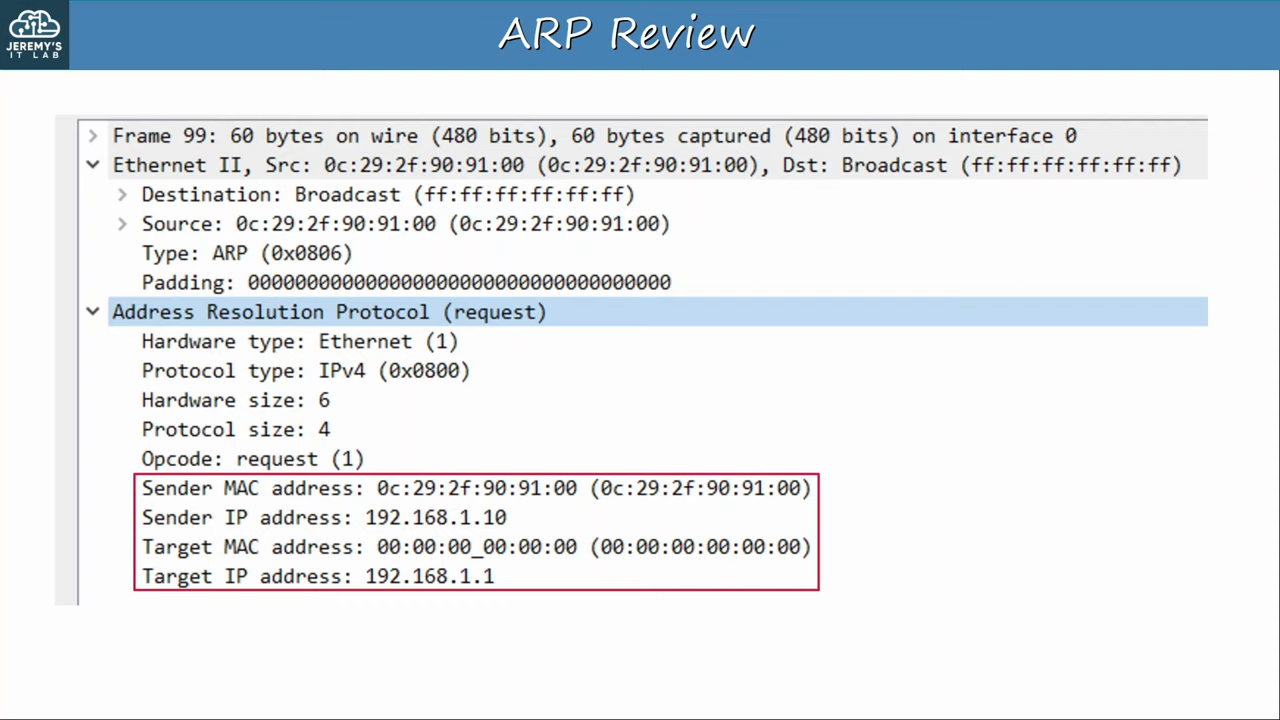 JEREMY'S
IT LAB
ARP Review
Frame 99: 60 bytes on wire (480 bits), 60 bytes captured (480 bits) on interface 0
Ethernet II, Src: 0c:29:2f:90:91:00 (0c:29:2f:90:91:00), Dst: Broadcast (ff:ff:ff:ff:ff:ff)
Destination: Broadcast (ff:ff:ff:ff:ff:ff)
Source: 0c:29:2f:90:91:00 (0c:29:2f:90:91:00)
Type: ARP (0x0806)
Padding: 000000000000000000000000000000000000
Address Resolution Protocol (request)
Hardware type: Ethernet (1)
Protocol type: IPv4 (0x0800)
Hardware size: 6
Protocol size: 4
Opcode: request (1)
Sender MAC address: 0c:29:2f:90:91:00 (0c:29:2f:90:91:00)
Sender IP address: 192.168.1.10
Target MAC address: 00:00:00_00:00:00 (00:00:00:00:00:00)
Target IP address: 192.168.1.1